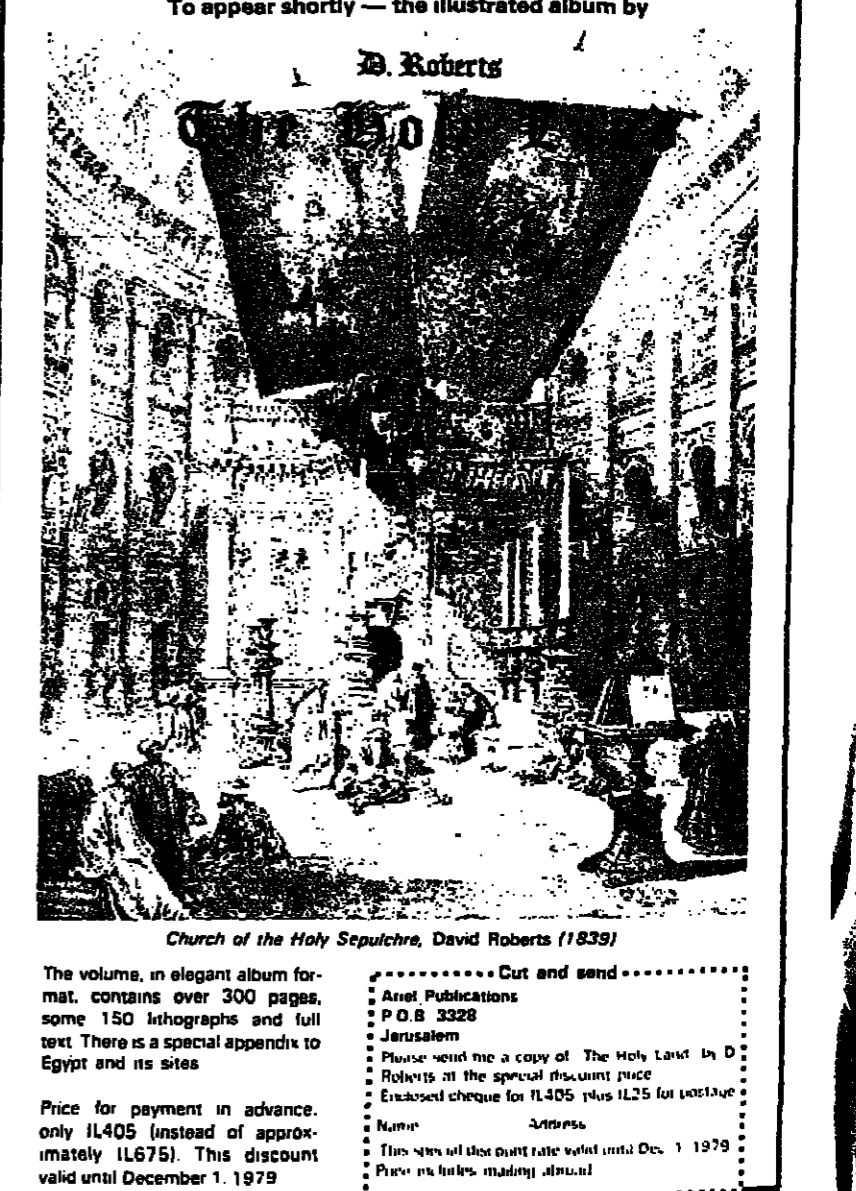 To appear shortly — the illustrated album by
D. Roberts
The Holy Land
Church of the Holy Sepulchre, David Roberts (1839)
The volume, in elegant album for-
mat, contains over 300 pages,
some 150 lithographs and full
text There is a special appendix to
Egypt and its sites
Price for payment in advance,
only IL405 (instead of approx-
imately IL675). This discount
valid until December 1, 1979
Cut and send
Ariel Publications
P O.B 3328
Jerusalem
Please send me a copy of The Holy Land by D
Roberts at the special discount price
Enclosed cheque for IL405 plus IL25 for postage
Name Address
This special discount rate valid until Dec 1 1979
Price includes mailing abroad